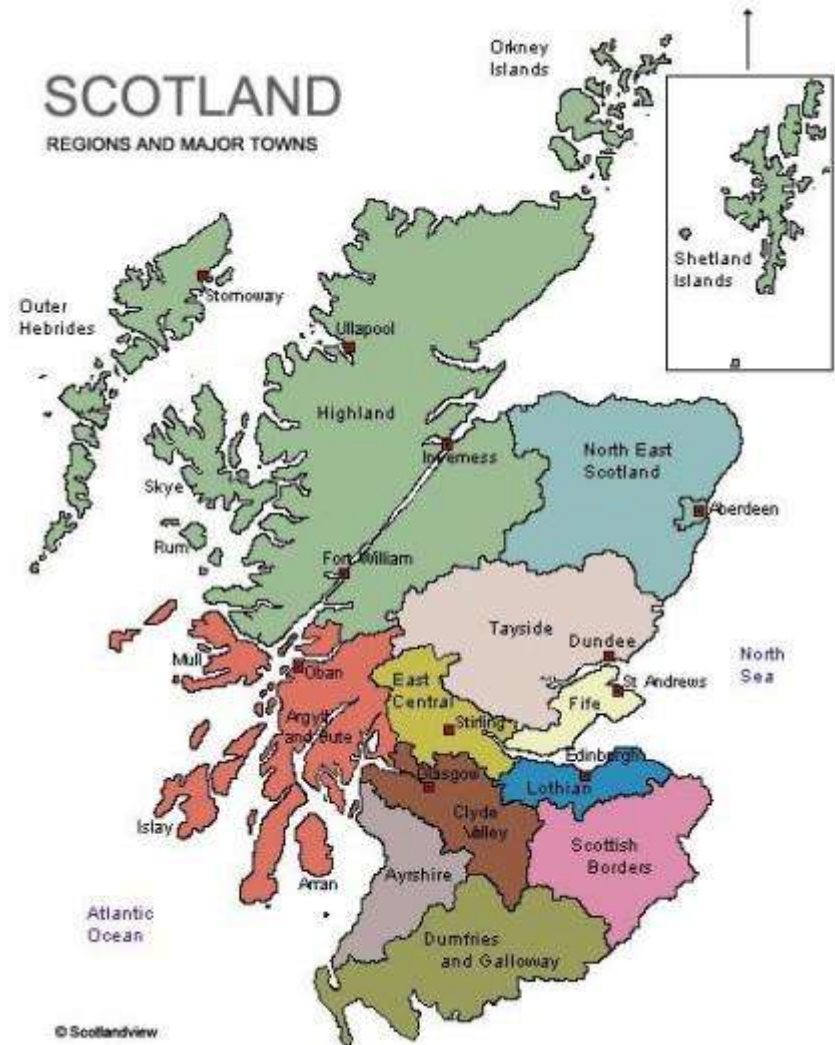 SCOTLAND
REGIONS AND MAJOR TOWNS
Orkney
Islands
Shetland
Islands
Outer
Hebrides
Stornoway
Ullapool
Highland
Inverness
North East
Scotland
Aberdeen
Skye
Rum
Fort William
Tayside
Dundee
North
Sea
Mull
Oban
East
Central
St Andrews
Fife
Argyll
and Bute
Stirling
Edinburgh
Glasgow
Lothian
Islay
Clyde
Valley
Scottish
Borders
Arran
Ayrshire
Atlantic
Ocean
Dumfries
and Galloway
© Scotlandview